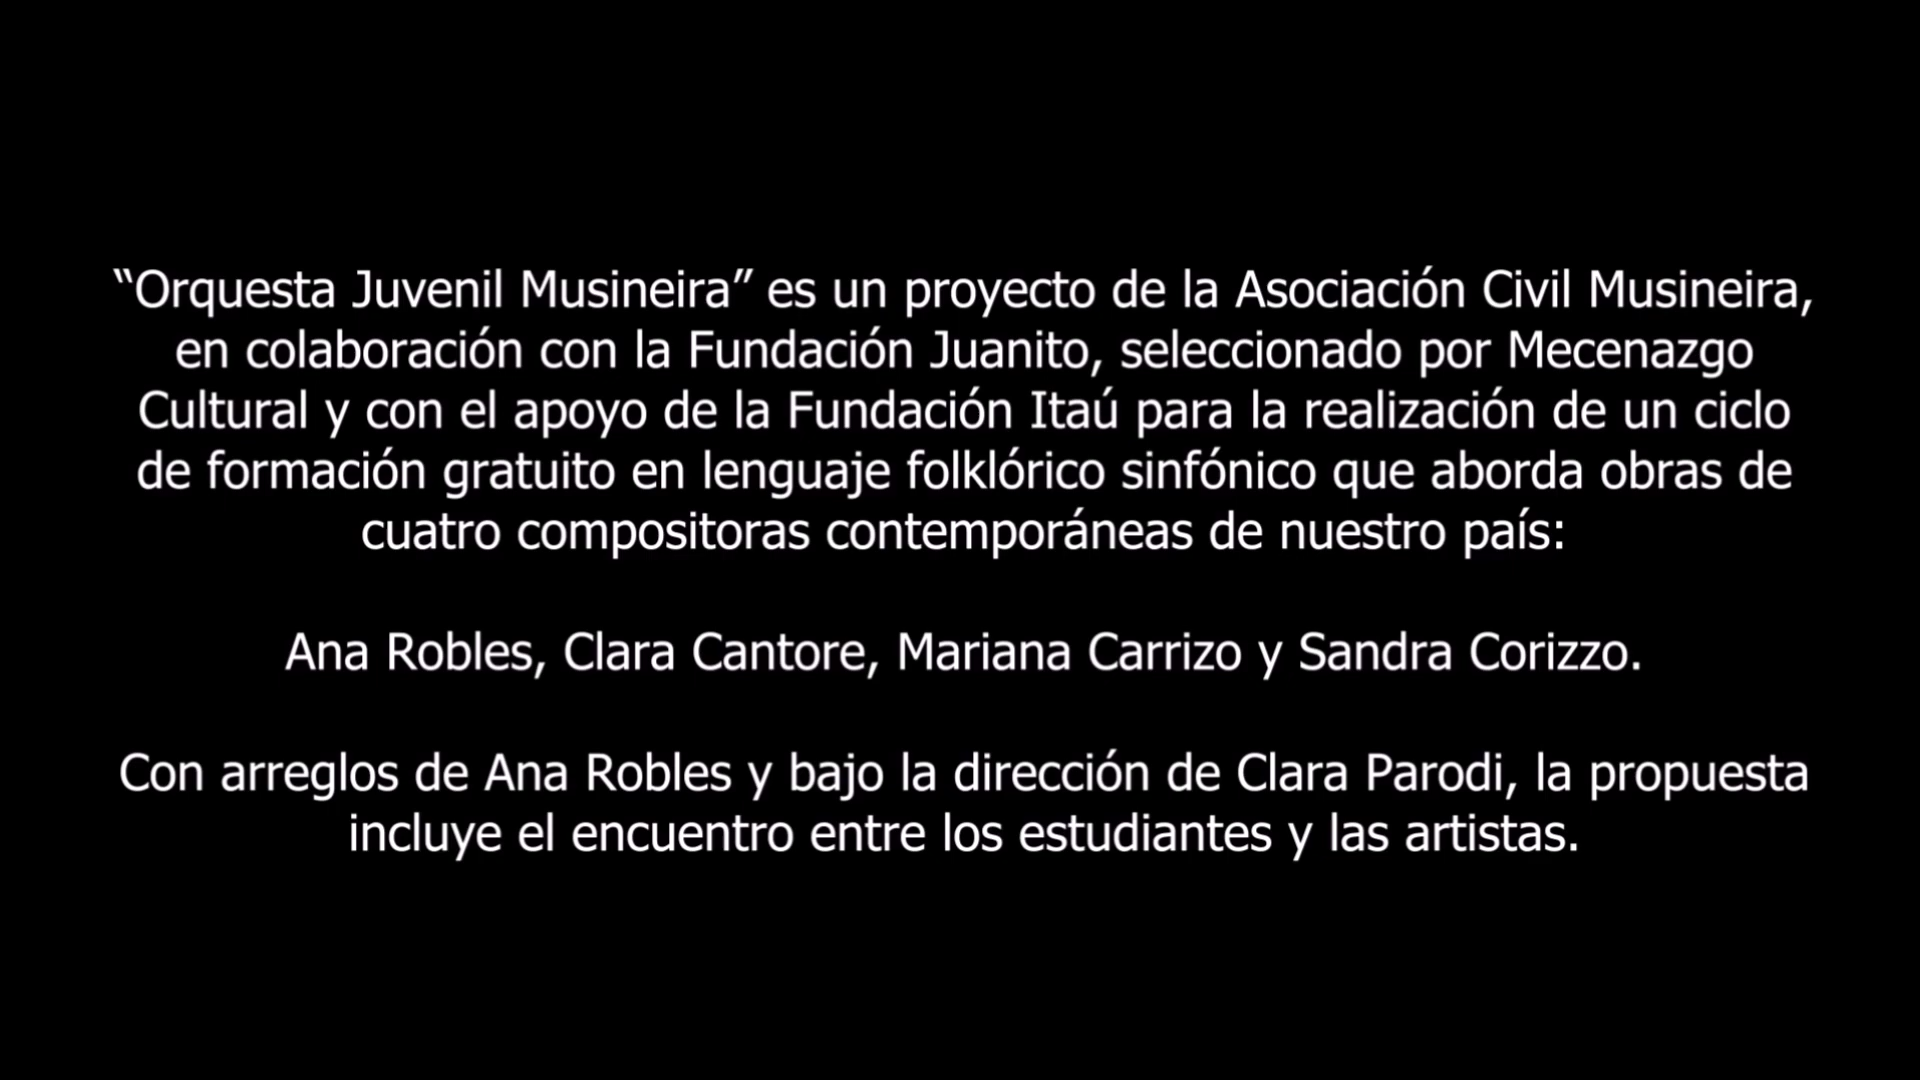 “Orquesta Juvenil Musineira” es un proyecto de la Asociación Civil Musineira,
en colaboración con la Fundación Juanito, seleccionado por Mecenazgo
Cultural y con el apoyo de la Fundación Itaú para la realización de un ciclo
de formación gratuito en lenguaje folklórico sinfónico que aborda obras de
cuatro compositoras contemporáneas de nuestro país:
Ana Robles, Clara Cantore, Mariana Carrizo y Sandra Corizzo.
Con arreglos de Ana Robles y bajo la dirección de Clara Parodi, la propuesta
incluye el encuentro entre los estudiantes y las artistas.